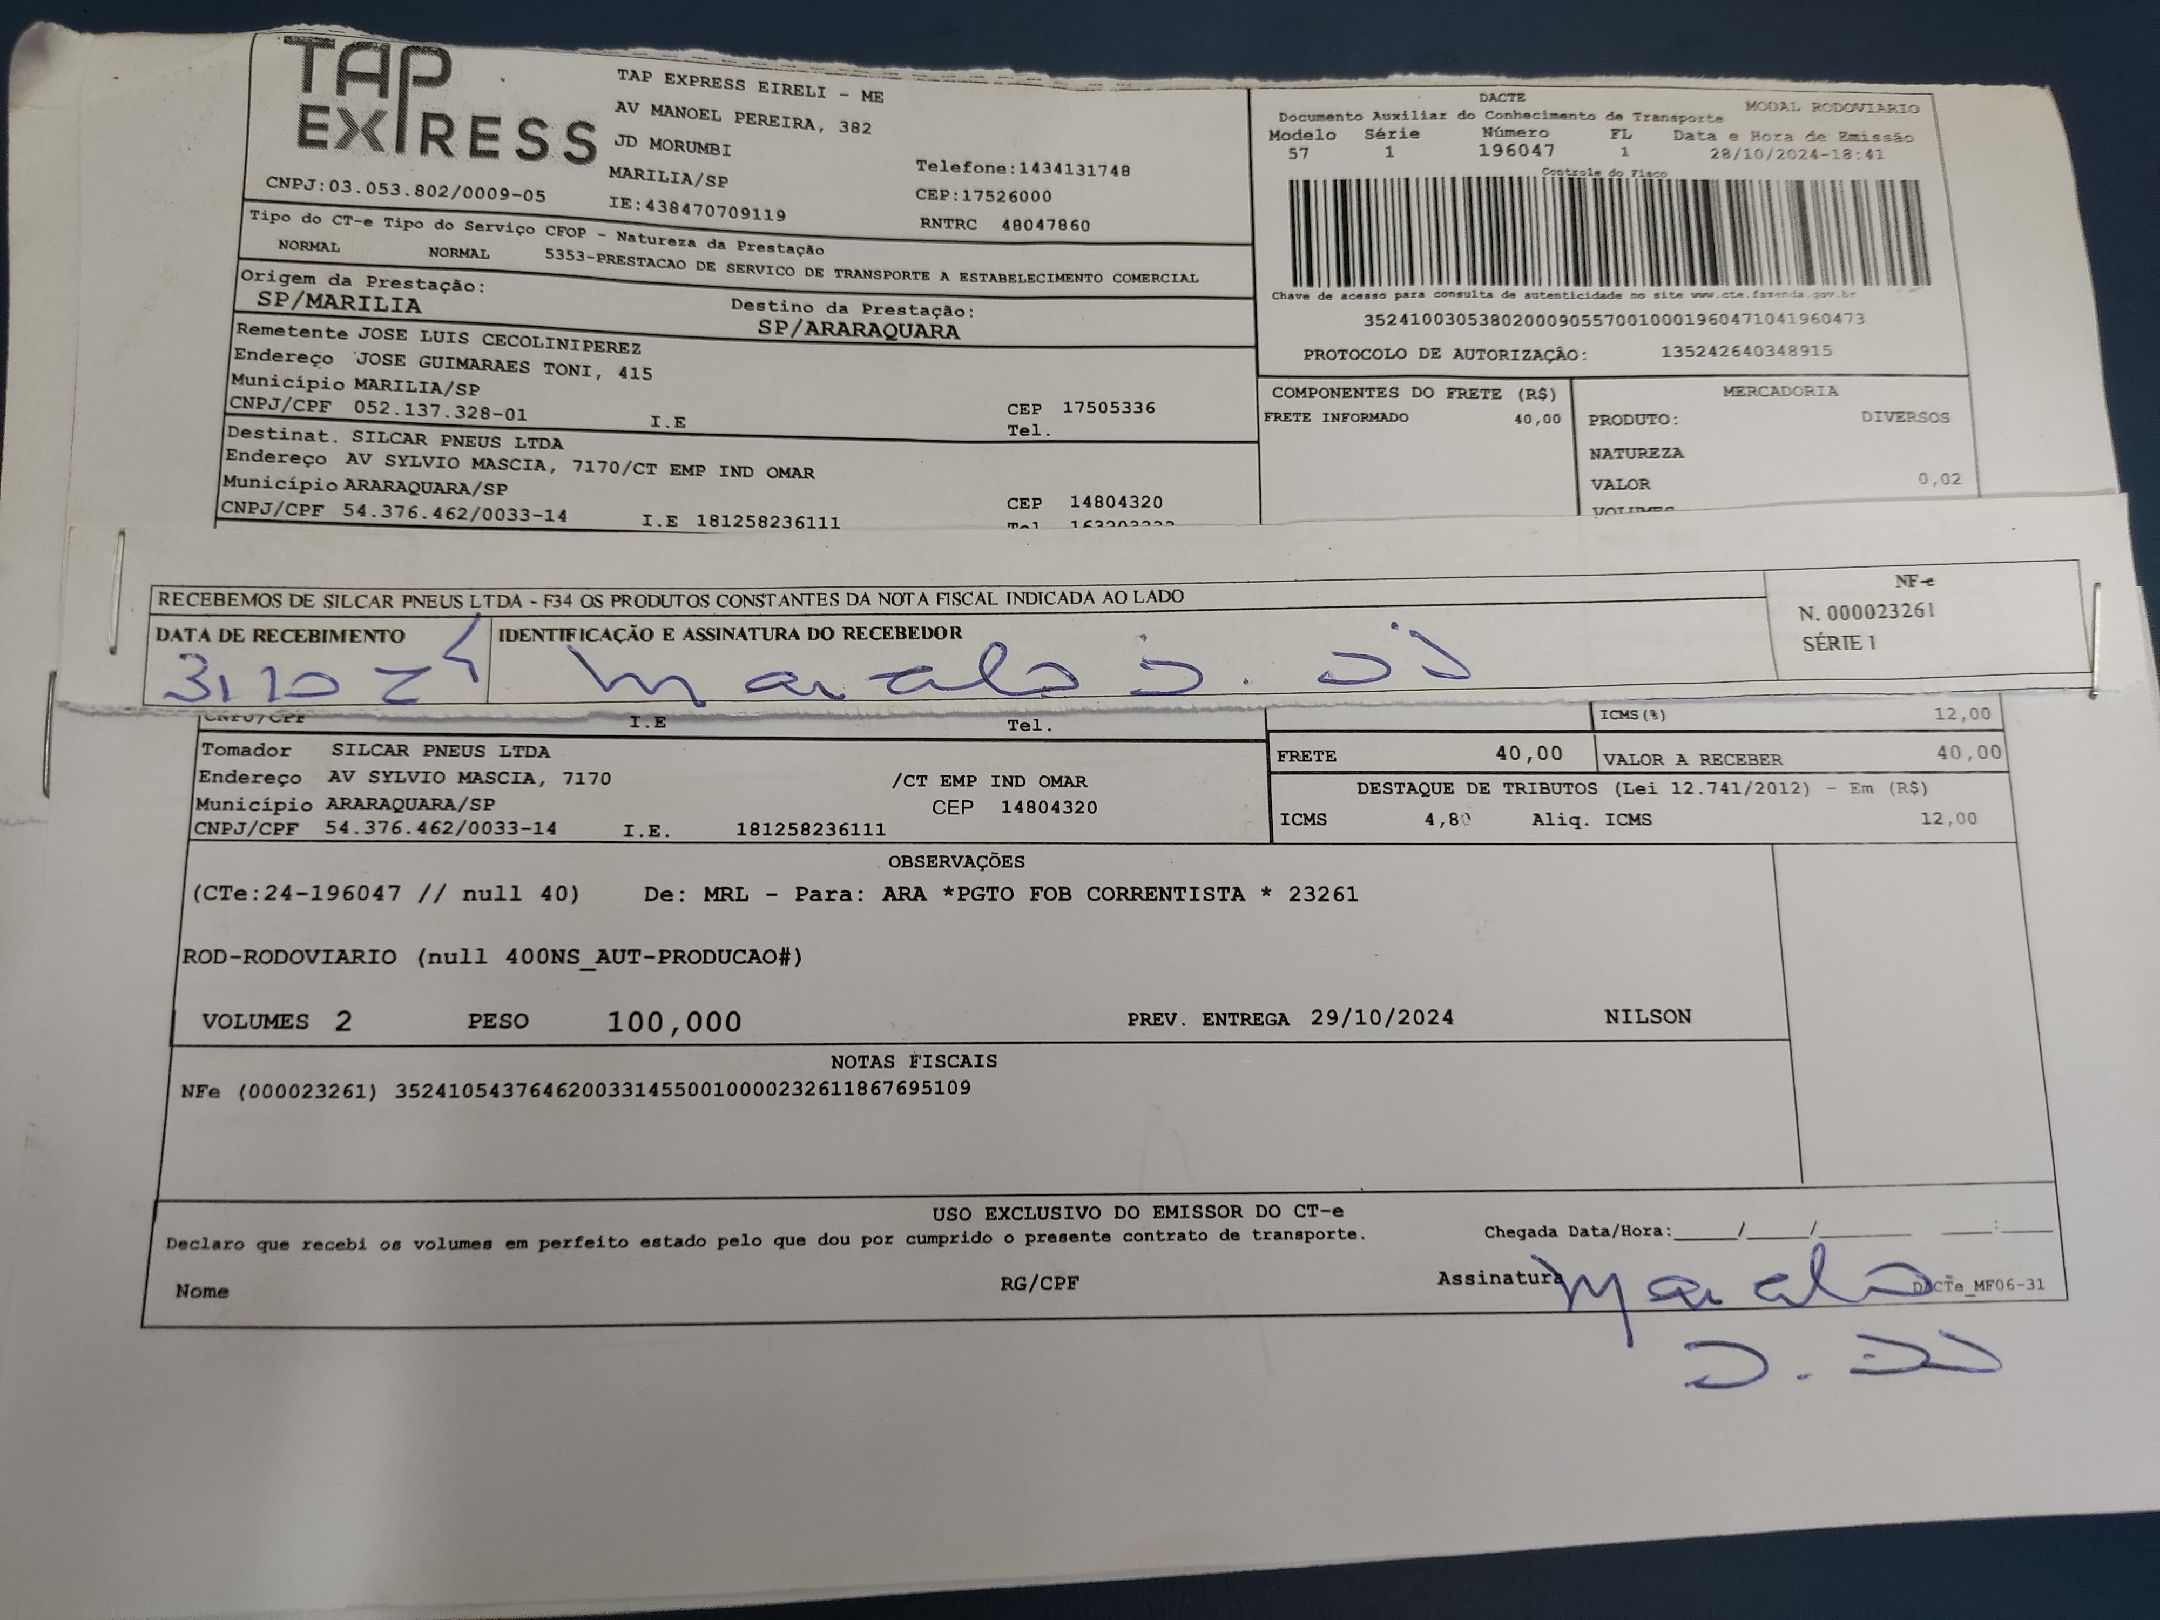 TAP EXPRESS
TAP EXPRESS EIRELI - ME
AV MANOEL PEREIRA, 382
JD MORUMBI
MARILIA/SP
CNPJ:03.053.802/0009-05
IE:438470709119
Telefone:1434131748
CEP:17526000
RNTRC 48047860
DACTE MODAL RODOVIARIO
Documento Auxiliar do Conhecimento de Transporte
Modelo Série Número FL Data e Hora de Emissão
57 1 196047 1 28/10/2024-18:41
Controle do Fisco
Chave de acesso para consulta de autenticidade no site www.cte.fazenda.gov.br
35241003053802000905570010001960471041960473
PROTOCOLO DE AUTORIZAÇÃO: 135242640348915
Tipo do CT-e Tipo do Serviço CFOP - Natureza da Prestação
NORMAL NORMAL 5353-PRESTACAO DE SERVICO DE TRANSPORTE A ESTABELECIMENTO COMERCIAL
Origem da Prestação: Destino da Prestação:
SP/MARILIA SP/ARARAQUARA
Remetente JOSE LUIS CECOLINIPEREZ
Endereço JOSE GUIMARAES TONI, 415
Município MARILIA/SP CEP 17505336
CNPJ/CPF 052.137.328-01 I.E Tel.
Destinat. SILCAR PNEUS LTDA
Endereço AV SYLVIO MASCIA, 7170/CT EMP IND OMAR
Município ARARAQUARA/SP CEP 14804320
CNPJ/CPF 54.376.462/0033-14 I.E 181258236111 Tel
COMPONENTES DO FRETE (R$)
FRETE INFORMADO 40,00
MERCADORIA
PRODUTO: DIVERSOS
NATUREZA
VALOR 0,02
VOLUMES
RECEBEMOS DE SILCAR PNEUS LTDA - F34 OS PRODUTOS CONSTANTES DA NOTA FISCAL INDICADA AO LADO
DATA DE RECEBIMENTO IDENTIFICAÇÃO E ASSINATURA DO RECEBEDOR
NF-e
N. 000023261
SÉRIE 1
CNPJ/CPF I.E Tel.
ICMS(%) 12,00
Tomador SILCAR PNEUS LTDA
Endereço AV SYLVIO MASCIA, 7170 /CT EMP IND OMAR
Município ARARAQUARA/SP CEP 14804320
CNPJ/CPF 54.376.462/0033-14 I.E. 181258236111
FRETE 40,00 VALOR A RECEBER 40,00
DESTAQUE DE TRIBUTOS (Lei 12.741/2012) - Em (R$)
ICMS 4,80 Aliq. ICMS 12,00
OBSERVAÇÕES
(CTe:24-196047 // null 40) De: MRL - Para: ARA *PGTO FOB CORRENTISTA * 23261
ROD-RODOVIARIO (null 400NS_AUT-PRODUCAO#)
VOLUMES 2 PESO 100,000 PREV. ENTREGA 29/10/2024 NILSON
NOTAS FISCAIS
NFe (000023261) 35241054376462003314550010000232611867695109
USO EXCLUSIVO DO EMISSOR DO CT-e
Declaro que recebi os volumes em perfeito estado pelo que dou por cumprido o presente contrato de transporte.
Chegada Data/Hora:_____/_____/_______ ____:____
Nome RG/CPF Assinatura DACTe_MF06-31